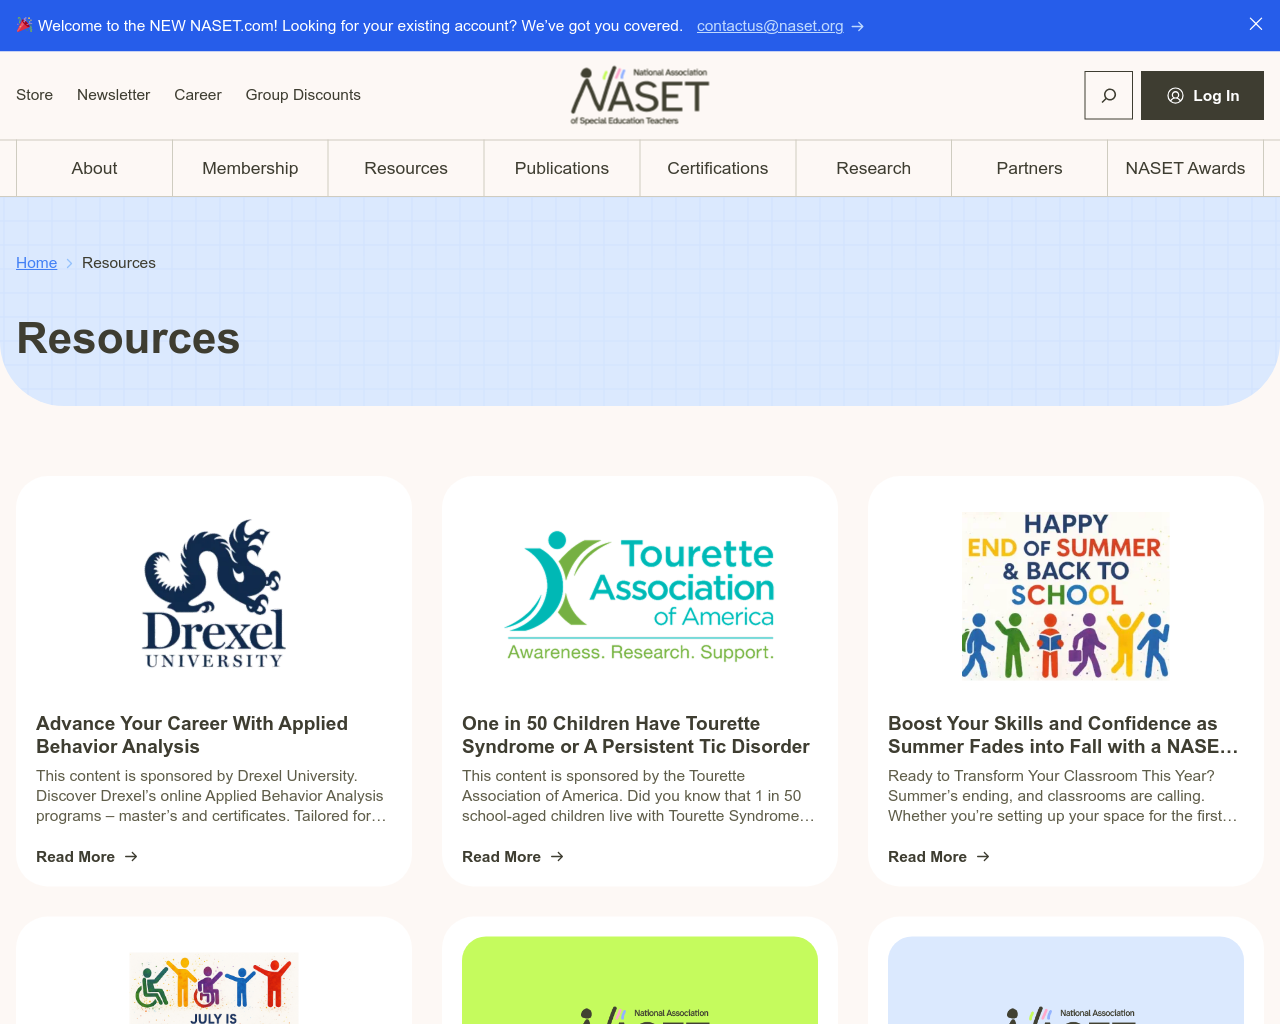 Welcome to the NEW NASET.com! Looking for your existing account? We've got you covered. contactus@naset.org →
Store Newsletter Career Group Discounts
National Association
NASET
of Special Education Teachers
Log In
About Membership Resources Publications Certifications Research Partners NASET Awards
Home Resources
Resources
Drexel
UNIVERSITY
Advance Your Career With Applied
Behavior Analysis
This content is sponsored by Drexel University.
Discover Drexel's online Applied Behavior Analysis
programs – master's and certificates. Tailored for…
Read More →
Tourette
Association
of America
Awareness. Research. Support.
One in 50 Children Have Tourette
Syndrome or A Persistent Tic Disorder
This content is sponsored by the Tourette
Association of America. Did you know that 1 in 50
school-aged children live with Tourette Syndrome…
Read More →
HAPPY
END OF SUMMER
& BACK TO
SCHOOL
Boost Your Skills and Confidence as
Summer Fades into Fall with a NASE…
Ready to Transform Your Classroom This Year?
Summer's ending, and classrooms are calling.
Whether you're setting up your space for the first…
Read More →
JULY IS
National Association
National Association